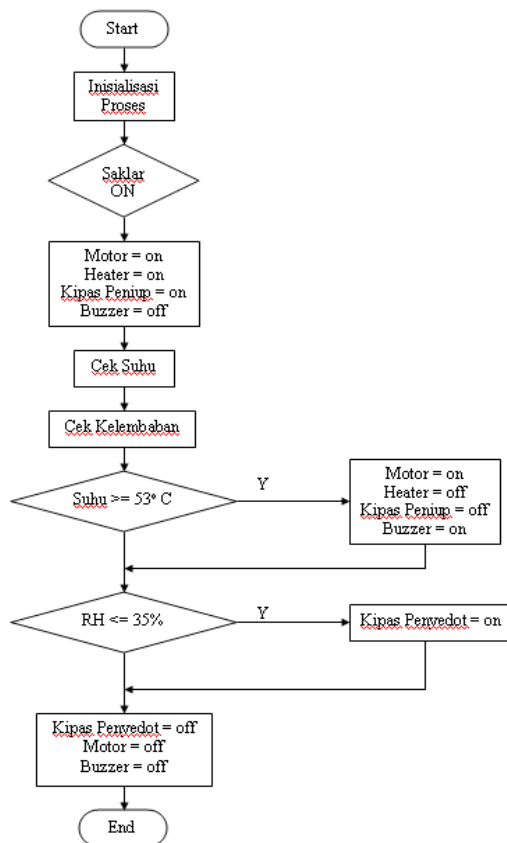 Start
Inisialisasi
Proses
Saklar
ON
Motor = on
Heater = on
Kipas Peniup = on
Buzzer = off
Cek Suhu
Cek Kelembaban
Suhu >= 53° C
Y
Motor = on
Heater = off
Kipas Peniup = off
Buzzer = on
RH <= 35%
Y
Kipas Penyedot = on
Kipas Penyedot = off
Motor = off
Buzzer = off
End